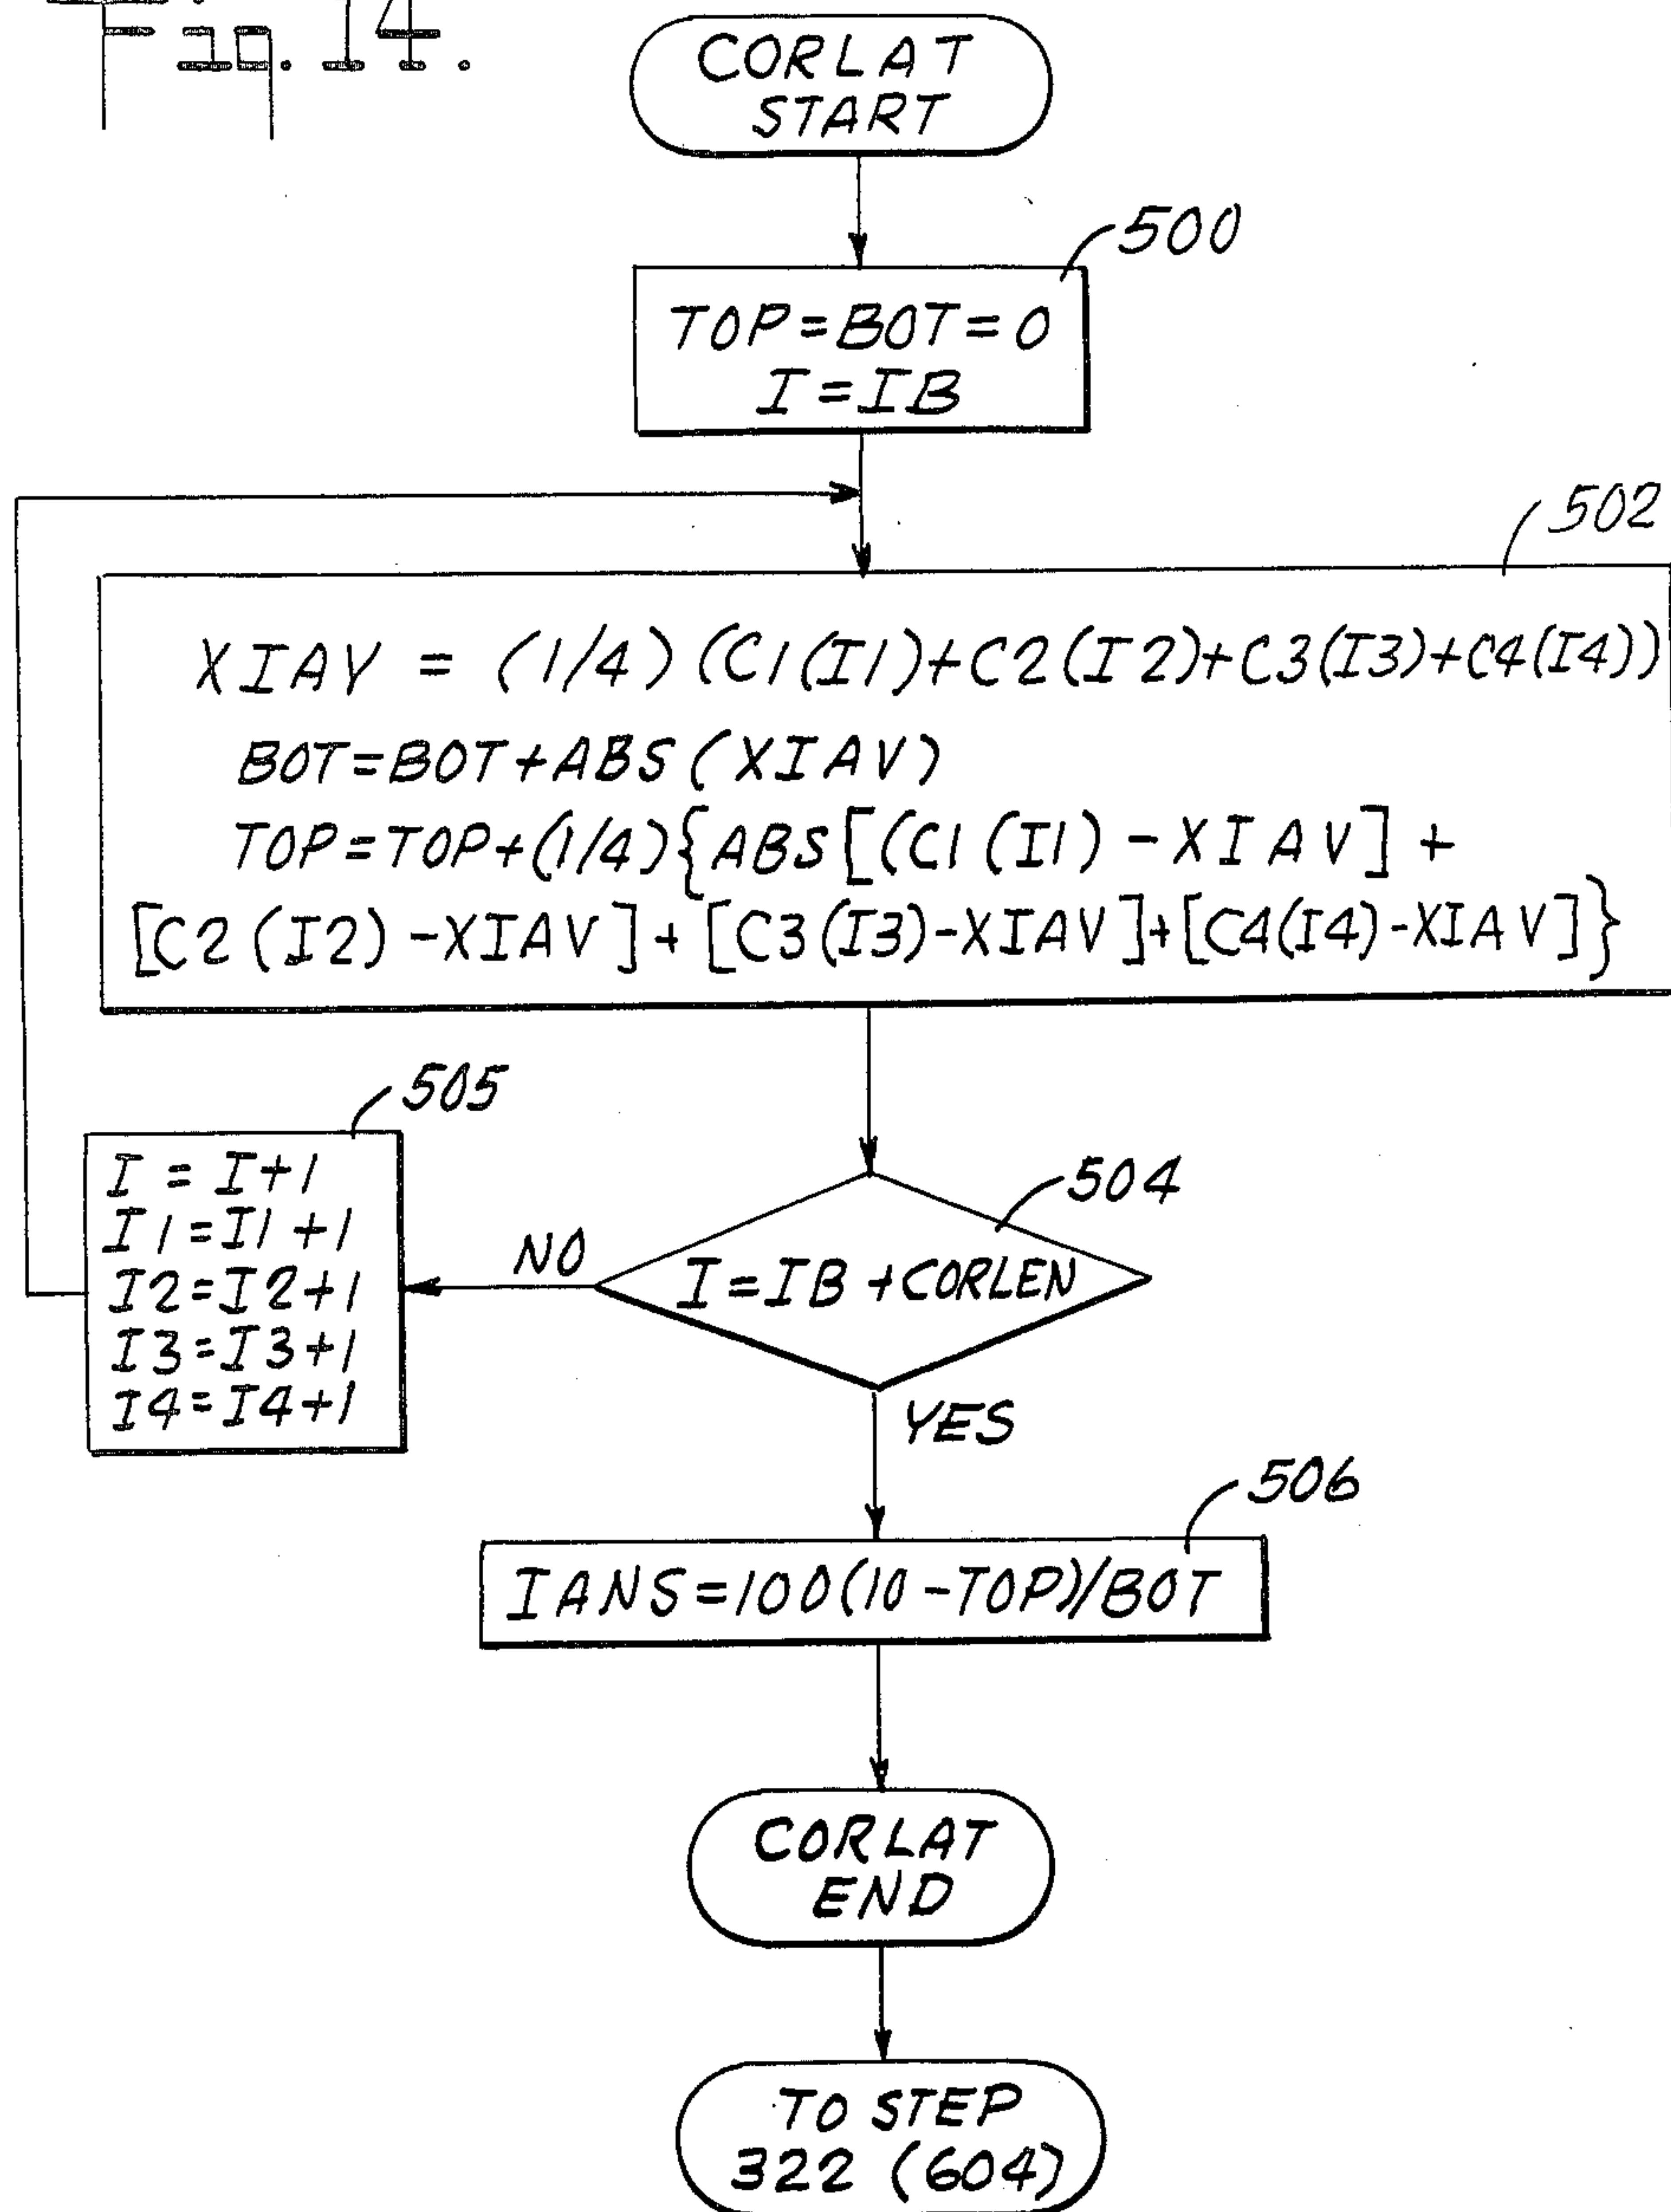 Fig. 14.
CORLAT
START
500
TOP=BOT=0
I=IB
502
XIAV = (1/4) (C1(I1)+C2(I2)+C3(I3)+C4(I4))
BOT=BOT+ABS(XIAV)
TOP=TOP+(1/4){ABS[(C1(I1)-XIAV]+
[C2(I2)-XIAV]+[C3(I3)-XIAV]+[C4(I4)-XIAV]}
505
I = I+1
I1=I1+1
I2=I2+1
I3=I3+1
I4=I4+1
NO
504
I=IB+CORLEN
YES
506
IANS=100(10-TOP)/BOT
CORLAT
END
TO STEP
322 (604)